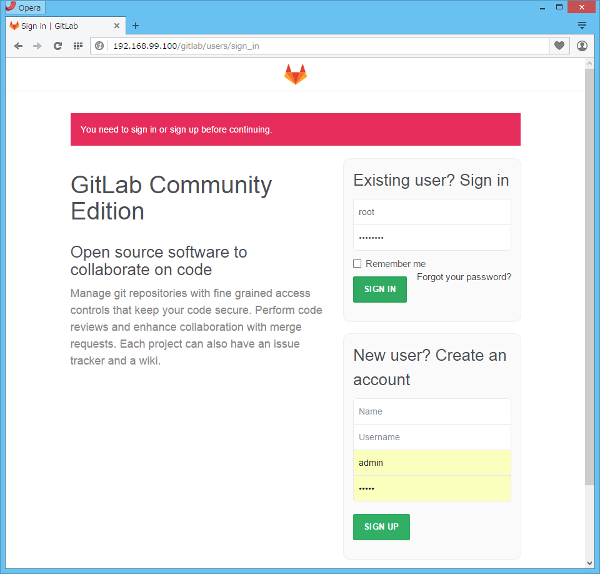 Opera
Sign in | GitLab
192.168.99.100/gitlab/users/sign_in
You need to sign in or sign up before continuing.
GitLab Community
Edition
Open source software to
collaborate on code
Manage git repositories with fine grained access
controls that keep your code secure. Perform code
reviews and enhance collaboration with merge
requests. Each project can also have an issue
tracker and a wiki.
Existing user? Sign in
root
••••••••
Remember me
Forgot your password?
SIGN IN
New user? Create an
account
Name
Username
admin
•••••
SIGN UP